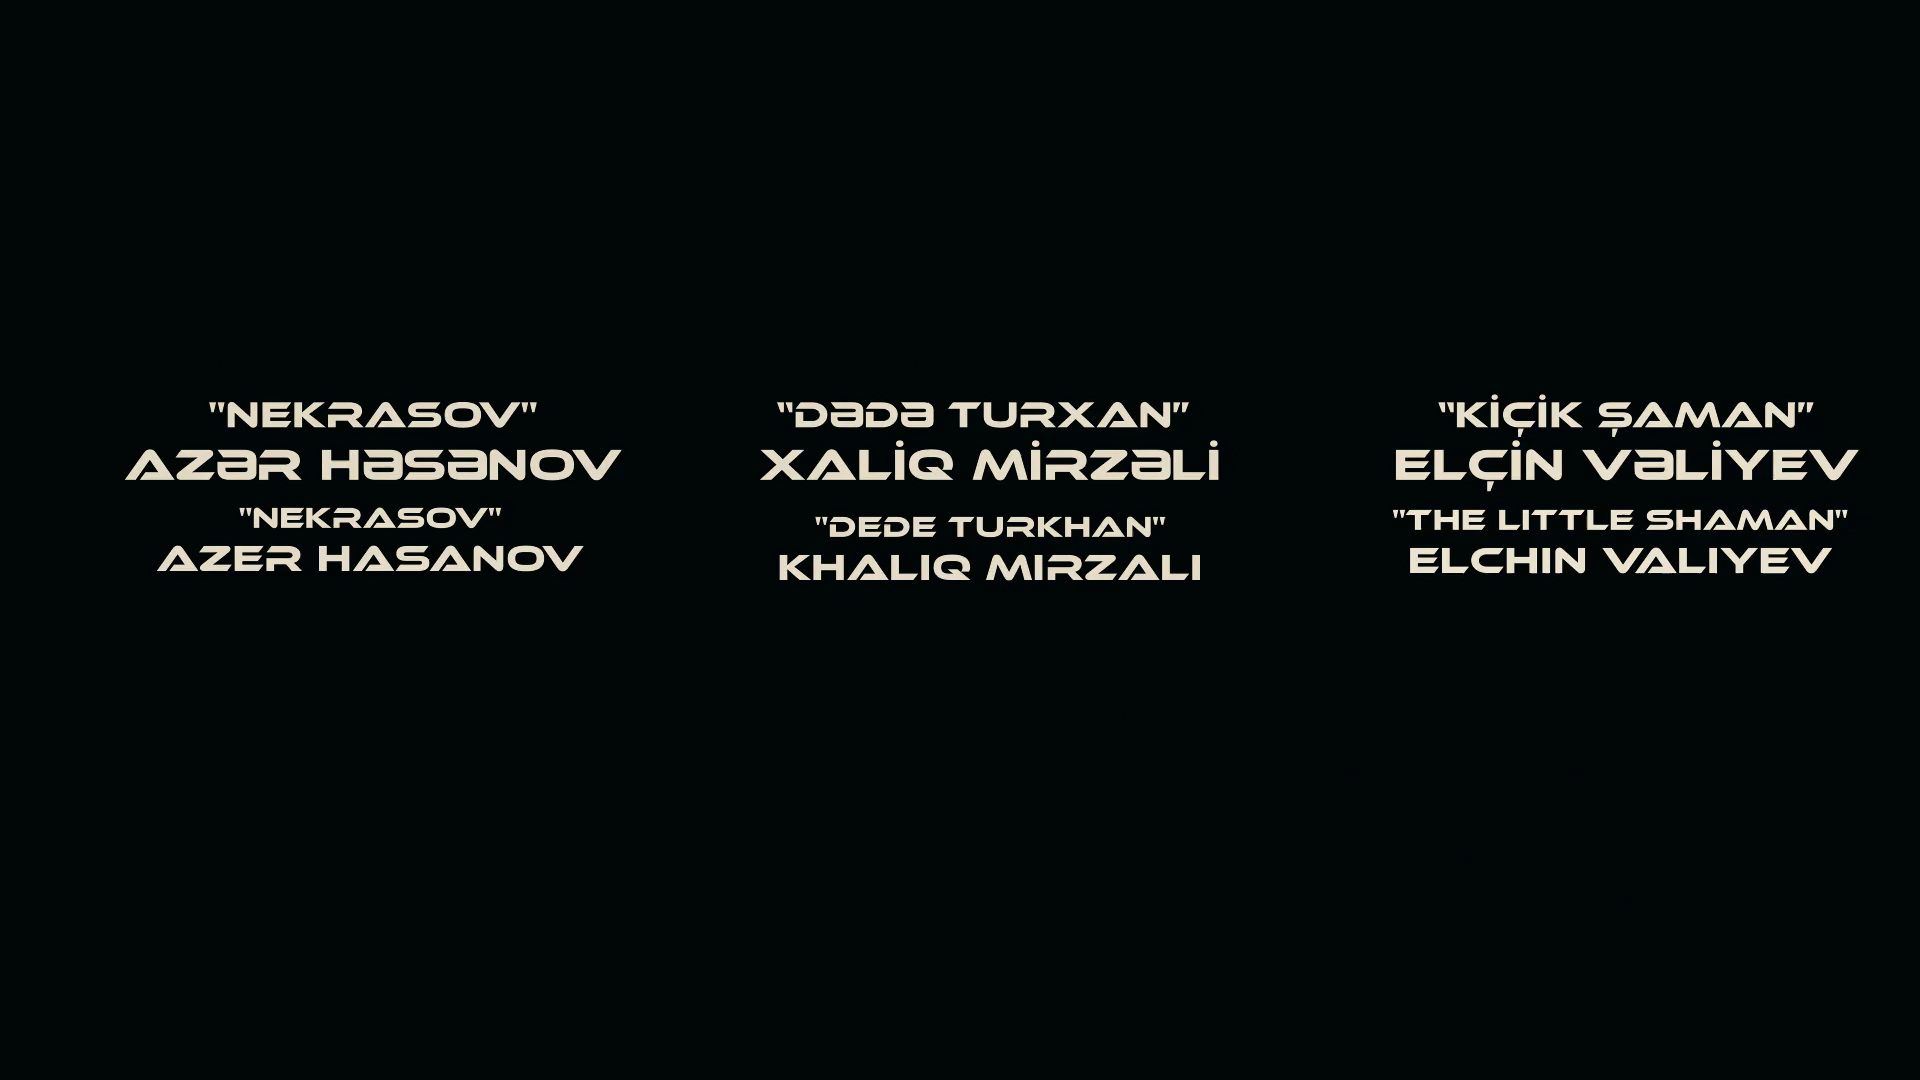 "NEKRASOV"
AZƏR HƏSƏNOV
"NEKRASOV"
AZER HASANOV
"DƏDƏ TURXAN"
XALİQ MİRZƏLİ
"DEDE TURKHAN"
KHALIQ MIRZALI
"KİÇİK ŞAMAN"
ELÇİN VƏLİYEV
"THE LITTLE SHAMAN"
ELCHIN VALIYEV